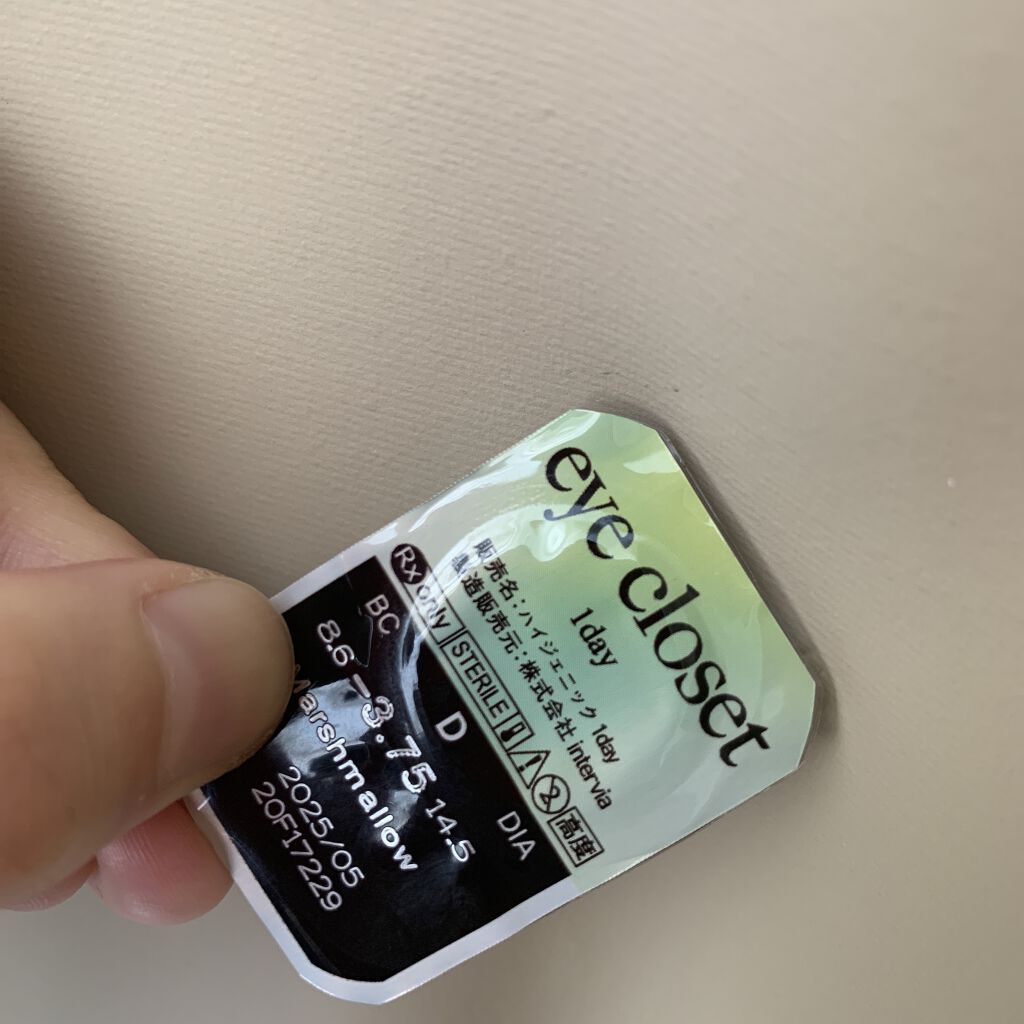 eye closet
1day
販売名：ハイジェニック 1day
製造販売元：株式会社 intervia
Rx only STERILE 高度
BC D DIA
8.6 -3.75 14.5
Marshmallow
2025/05
20F17229